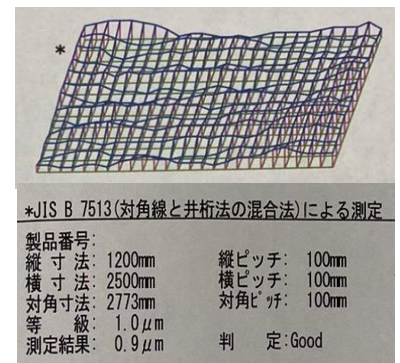 *
*JIS B 7513(対角線と井桁法の混合法)による測定
製品番号:
縦 寸 法: 1200mm 縦ピッチ: 100mm
横 寸 法: 2500mm 横ピッチ: 100mm
対角寸法: 2773mm 対角ピッチ: 100mm
等 級: 1.0μm
測定結果: 0.9μm 判 定:Good